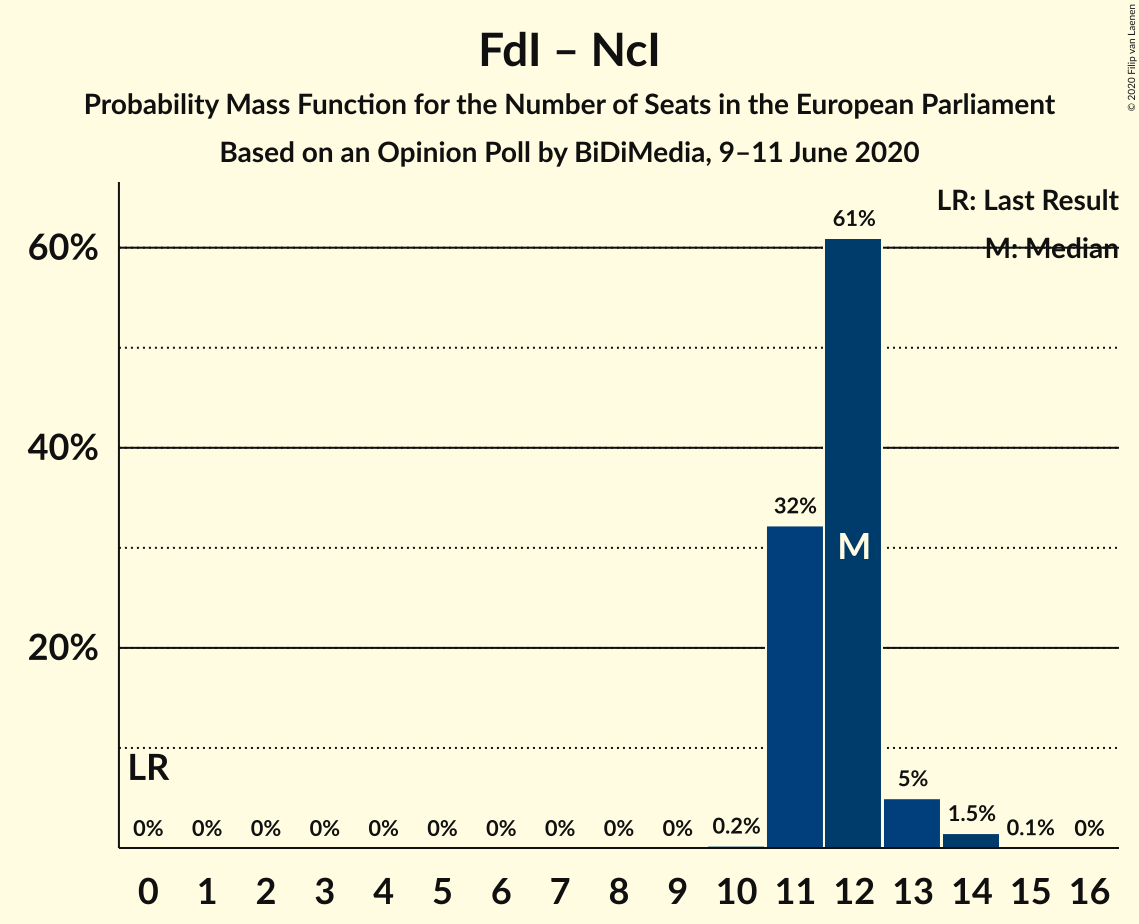 FdI – NcI
Probability Mass Function for the Number of Seats in the European Parliament
Based on an Opinion Poll by BiDiMedia, 9–11 June 2020
© 2020 Filip van Laenen
LR: Last Result
M: Median
60%
40%
20%
61%
32%
M
LR
0% 0% 0% 0% 0% 0% 0% 0% 0% 0% 0.2% 5% 1.5% 0.1% 0%
0 1 2 3 4 5 6 7 8 9 10 11 12 13 14 15 16